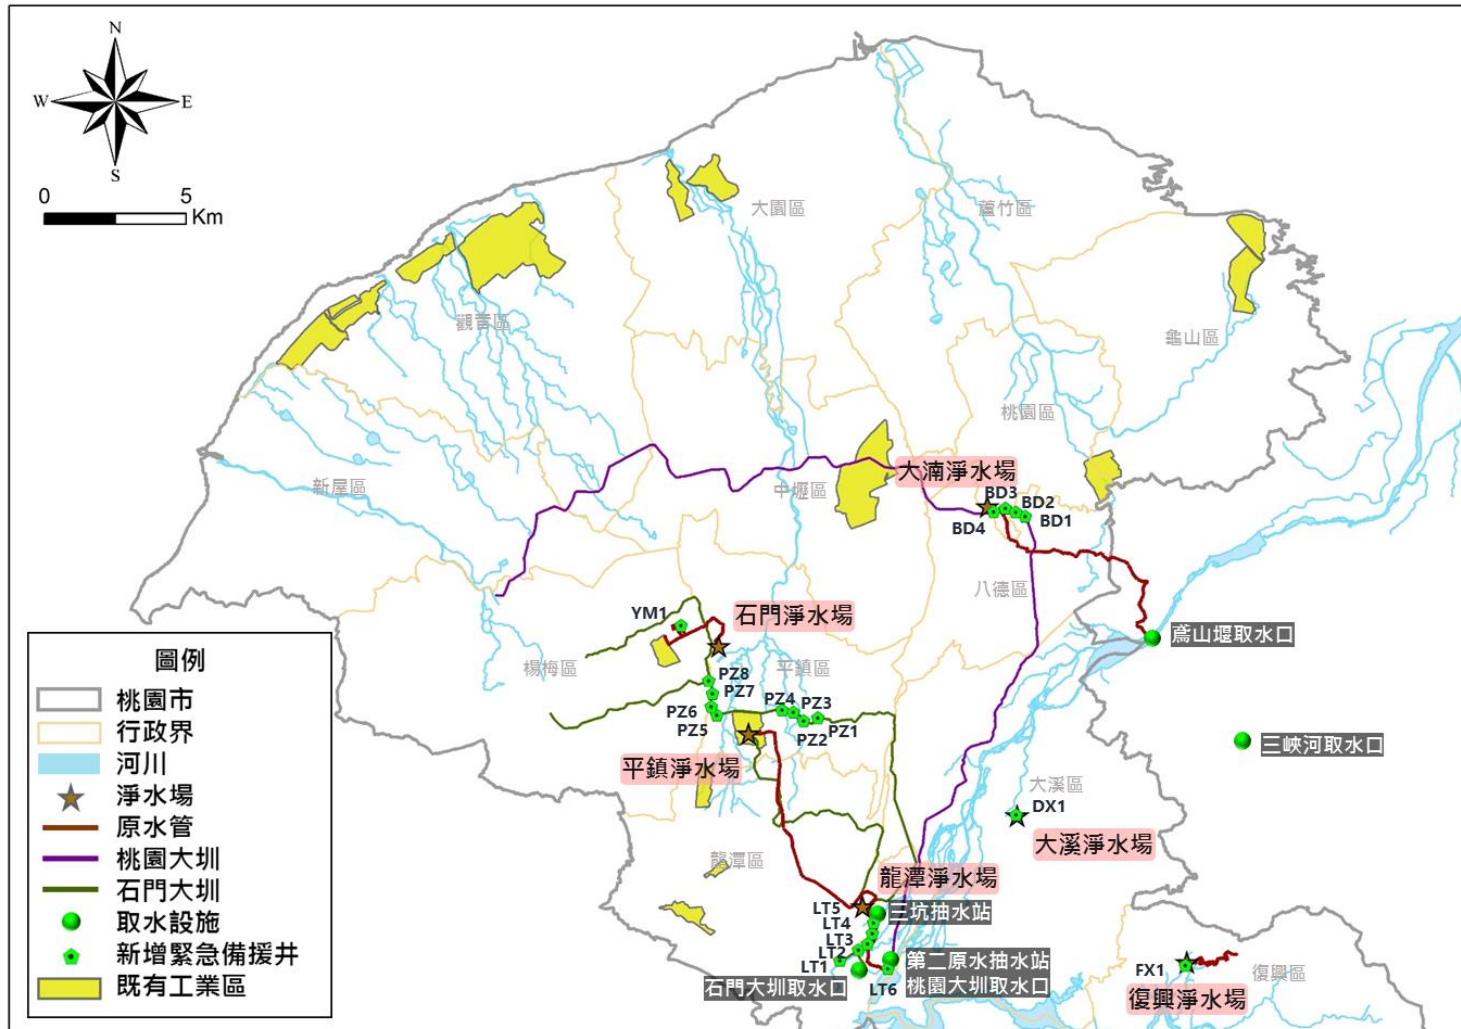 N
W
E
S
0
5
Km
大園區
蘆竹區
觀音區
龜山區
桃園區
新屋區
中壢區
大湳淨水場
BD3
BD2
BD4
BD1
八德區
YM1
石門淨水場
鳶山堰取水口
楊梅區
平鎮區
PZ8
PZ7
PZ4
PZ3
PZ6
PZ5
PZ2
PZ1
三峽河取水口
平鎮淨水場
大溪區
DX1
大溪淨水場
龍潭區
龍潭淨水場
LT5
三坑抽水站
LT4
LT3
LT2
LT1
第二原水抽水站
桃園大圳取水口
石門大圳取水口
LT6
FX1
復興區
復興淨水場
圖例
桃園市
行政界
河川
淨水場
原水管
桃園大圳
石門大圳
取水設施
新增緊急備援井
既有工業區